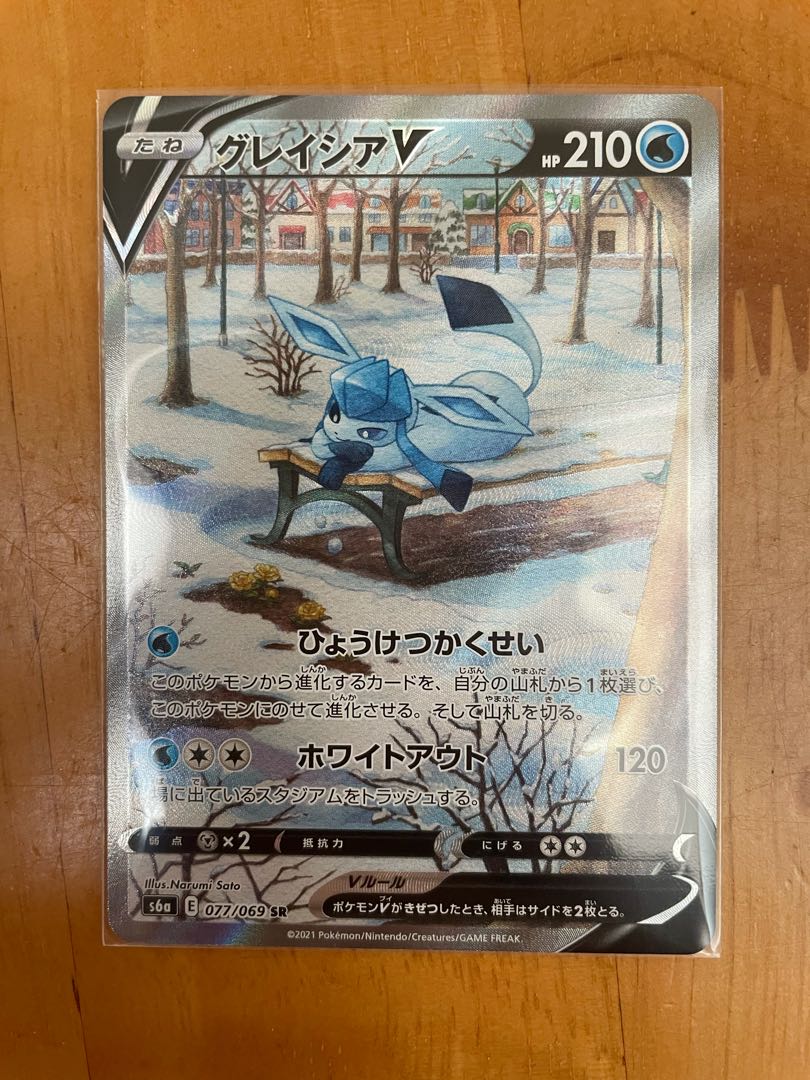 たね グレイシアV HP210
ひょうけつかくせい
このポケモンから進化するカードを、自分の山札から1枚選び、
このポケモンにのせて進化させる。そして山札を切る。
ホワイトアウト 120
場に出ているスタジアムをトラッシュする。
弱点 ×2 抵抗力 にげる
Illus.Narumi Sato
Vルール
s6a E 077/069 SR
ポケモンVがきぜつしたとき、相手はサイドを2枚とる。
©2021 Pokémon/Nintendo/Creatures/GAME FREAK.